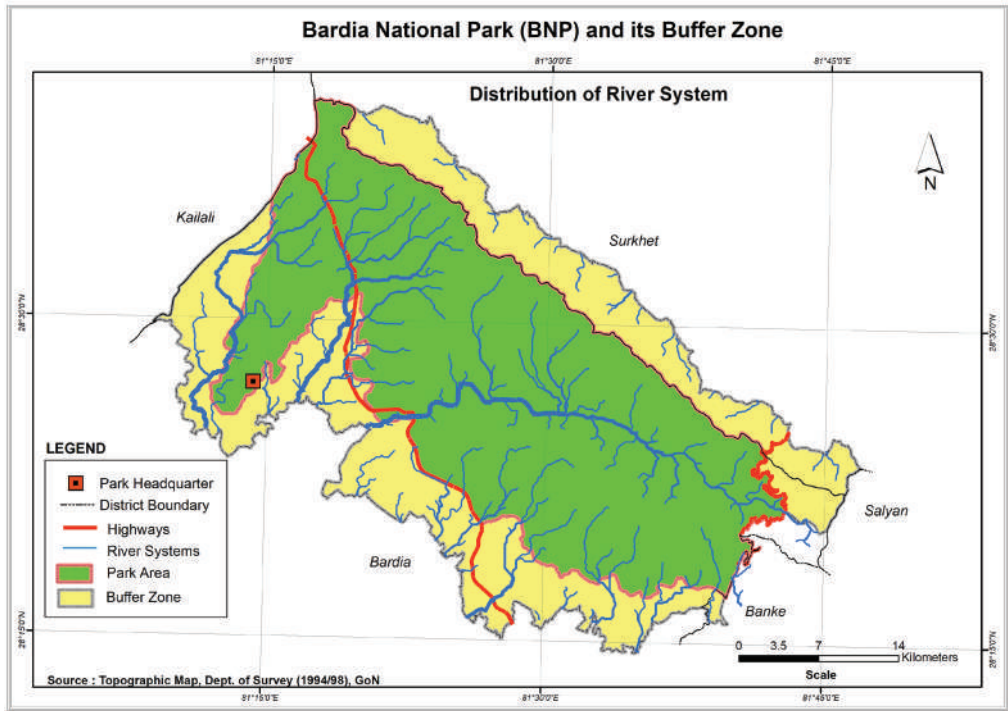 Bardia National Park (BNP) and its Buffer Zone
81°15'0"E
81°30'0"E
81°45'0"E
Distribution of River System
N
Kailali
Surkhet
28°30'0"N
28°30'0"N
LEGEND
Park Headquarter
District Boundary
Highways
River Systems
Park Area
Buffer Zone
Salyan
Bardia
Banke
28°15'0"N
28°15'0"N
0 3.5 7 14
Kilometers
Scale
Source : Topographic Map, Dept. of Survey (1994/98), GoN
81°15'0"E
81°30'0"E
81°45'0"E